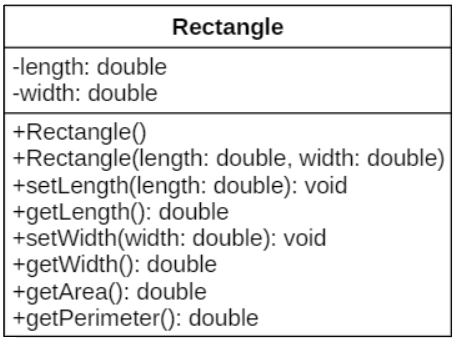 Rectangle
-length: double
-width: double
+Rectangle()
+Rectangle(length: double, width: double)
+setLength(length: double): void
+getLength(): double
+setWidth(width: double): void
+getWidth(): double
+getArea(): double
+getPerimeter(): double